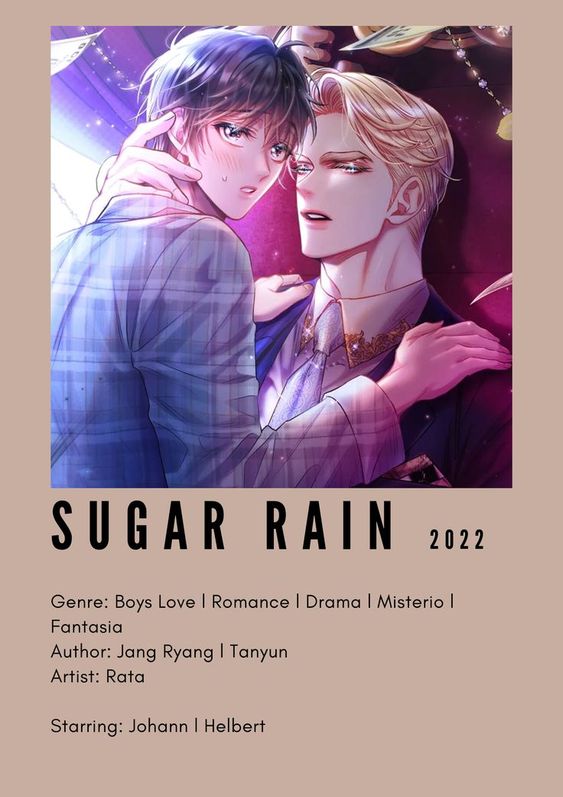 SUGAR RAIN 2022
Genre: Boys Love | Romance | Drama | Misterio |
Fantasia
Author: Jang Ryang | Tanyun
Artist: Rata
Starring: Johann | Helbert